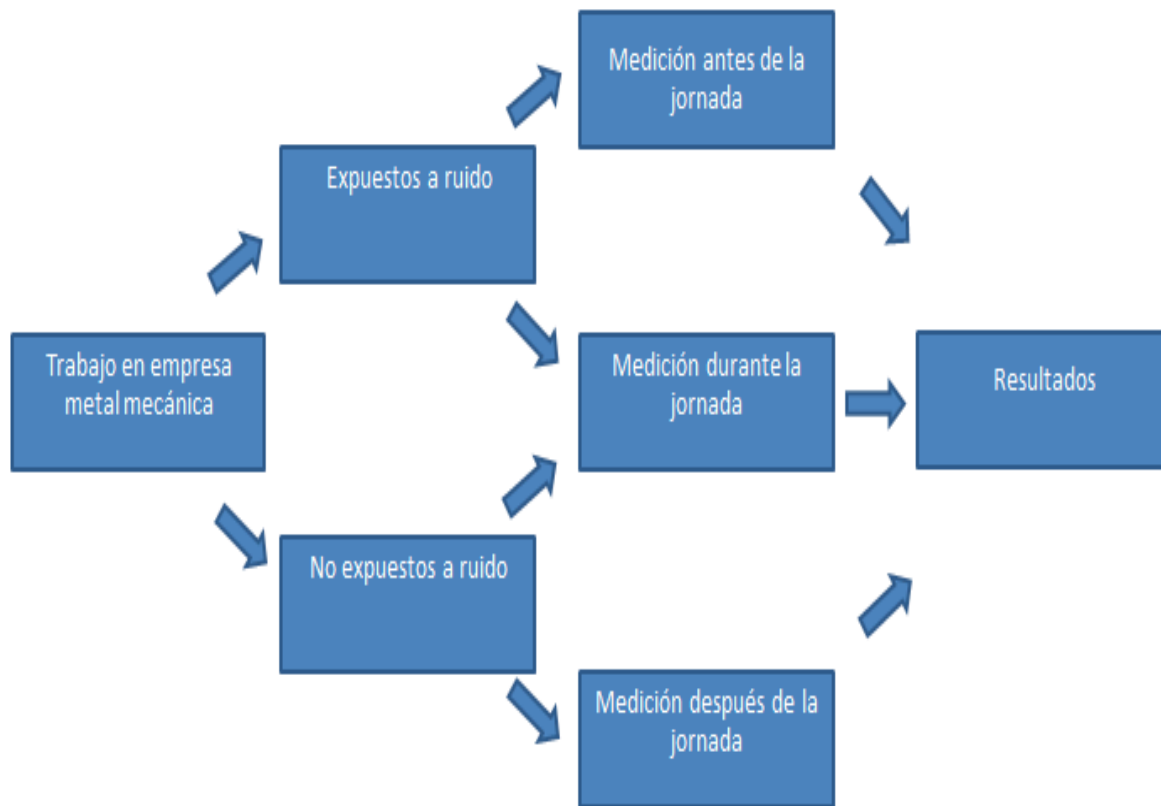 Medición antes de la
jornada
Expuestos a ruido
Trabajo en empresa
metal mecánica
Medición durante la
jornada
Resultados
No expuestos a ruido
Medición después de la
jornada